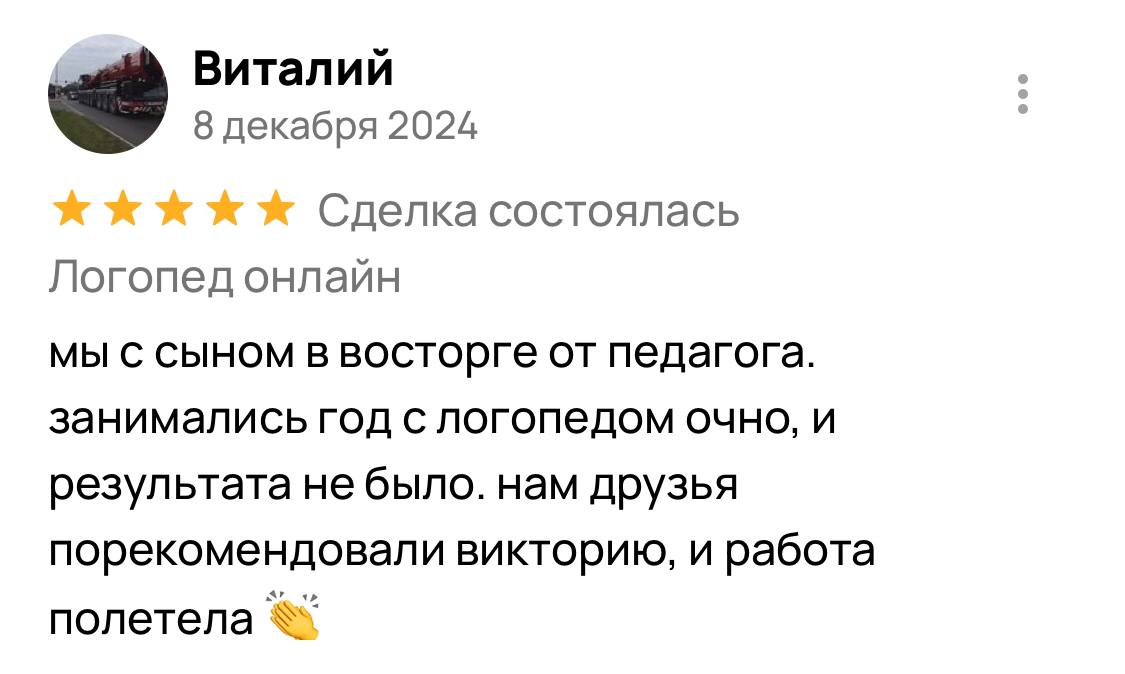 Виталий
8 декабря 2024
Сделка состоялась
Логопед онлайн
мы с сыном в восторге от педагога.
занимались год с логопедом очно, и
результата не было. нам друзья
порекомендовали викторию, и работа
полетела 👏